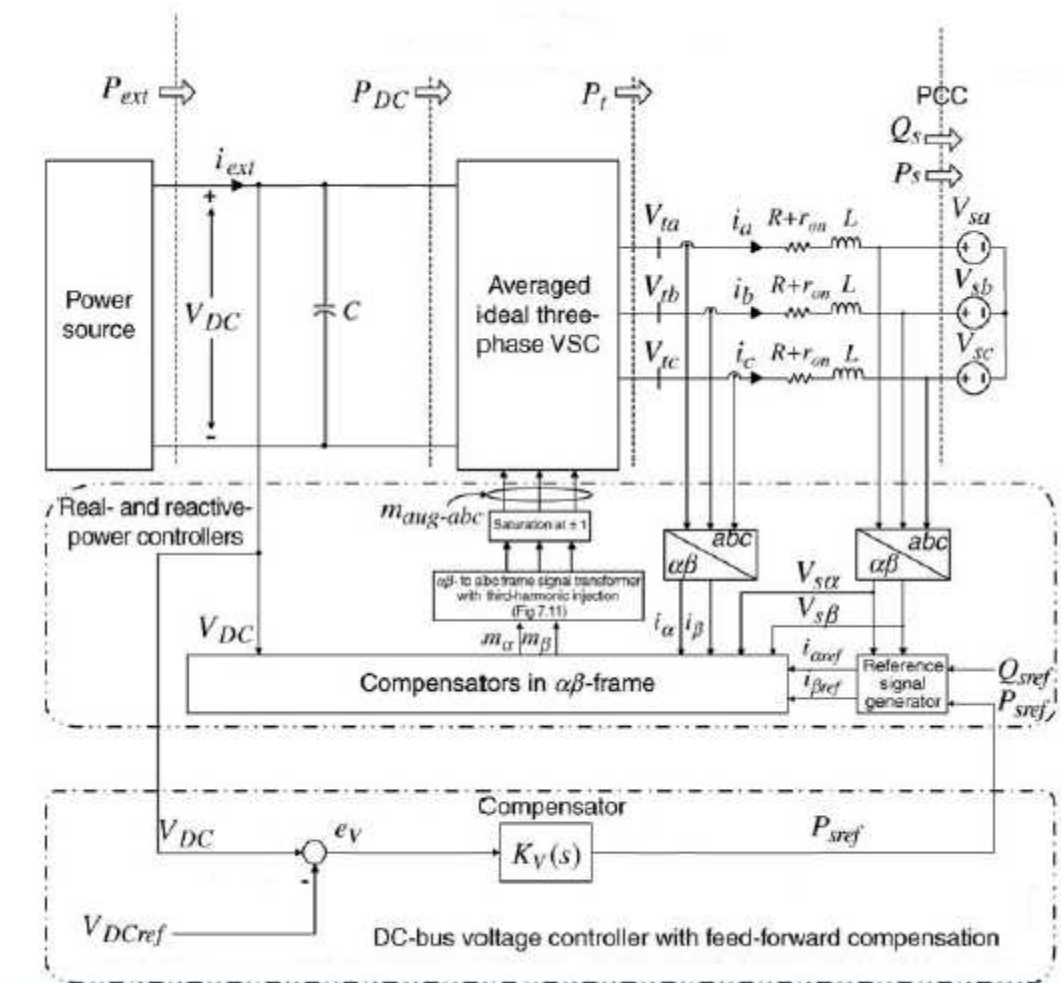 P_ext
P_DC
P_t
PCC
Q_s
P_s
i_ext
+
V_DC
-
C
Power
source
Averaged
ideal three-
phase VSC
V_ta
i_a
R+r_on
L
V_sa
V_tb
i_b
R+r_on
L
V_sb
V_tc
i_c
R+r_on
L
V_sc
Real- and reactive-
power controllers
m_aug-abc
Saturation at ± 1
αβ- to abc frame signal transformer
with third-harmonic injection
(Fig 7.11)
abc
αβ
abc
αβ
V_sα
V_sβ
V_DC
m_α
m_β
i_α
i_β
i_αref
i_βref
Compensators in αβ-frame
Reference
signal
generator
Q_sref
P_sref
Compensator
V_DC
e_V
K_V(s)
P_sref
-
V_DCref
DC-bus voltage controller with feed-forward compensation